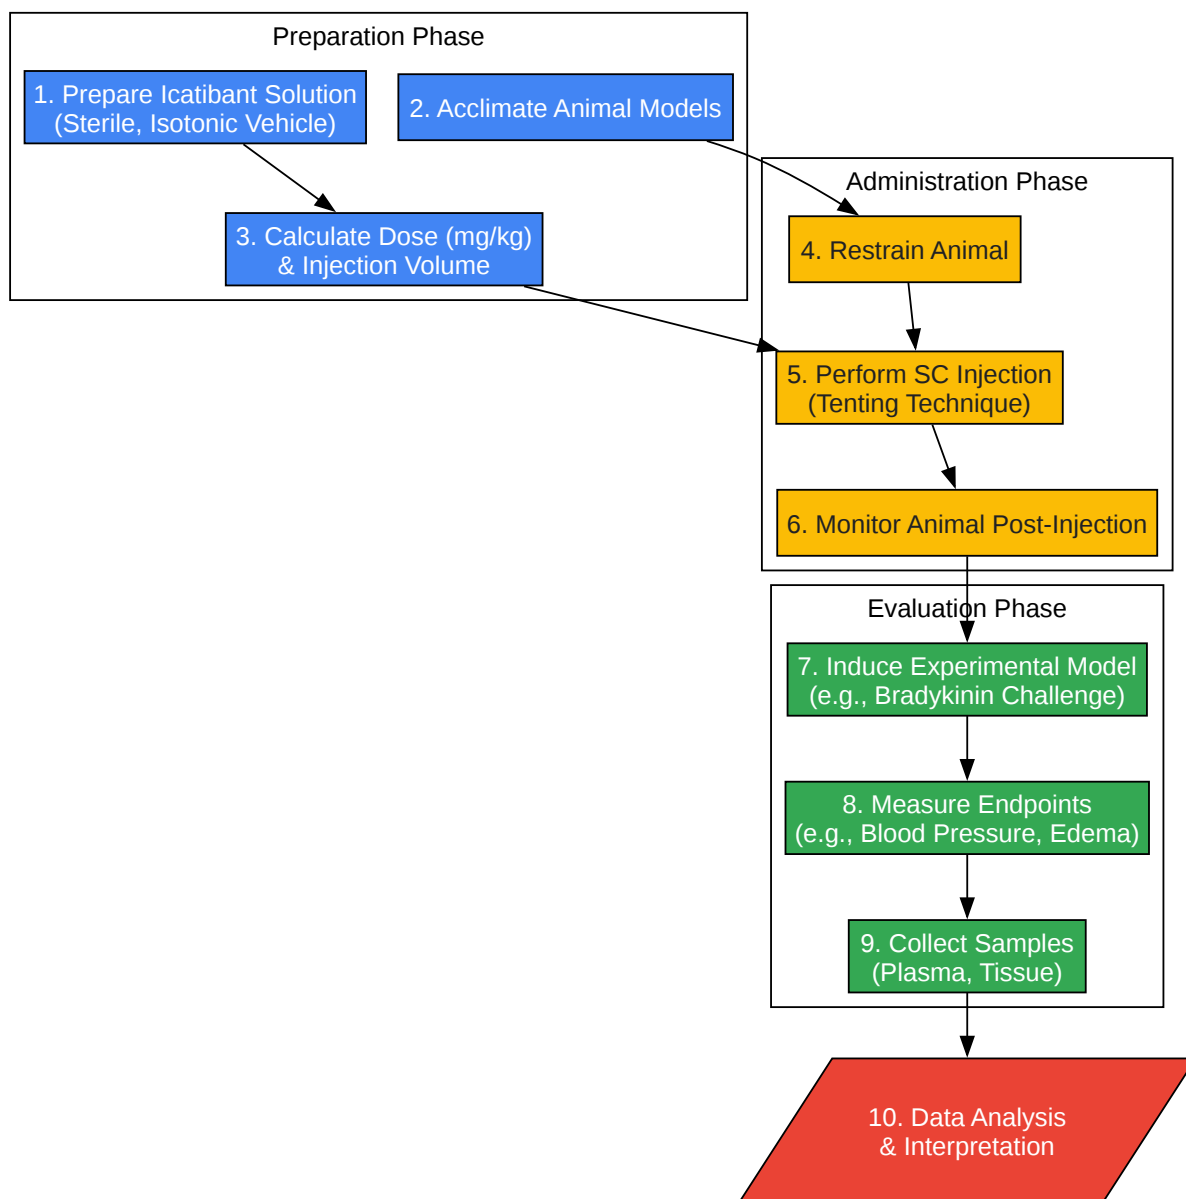 Preparation Phase
1. Prepare Icatibant Solution
(Sterile, Isotonic Vehicle)
2. Acclimate Animal Models
3. Calculate Dose (mg/kg)
& Injection Volume
Administration Phase
4. Restrain Animal
5. Perform SC Injection
(Tenting Technique)
6. Monitor Animal Post-Injection
Evaluation Phase
7. Induce Experimental Model
(e.g., Bradykinin Challenge)
8. Measure Endpoints
(e.g., Blood Pressure, Edema)
9. Collect Samples
(Plasma, Tissue)
10. Data Analysis
& Interpretation